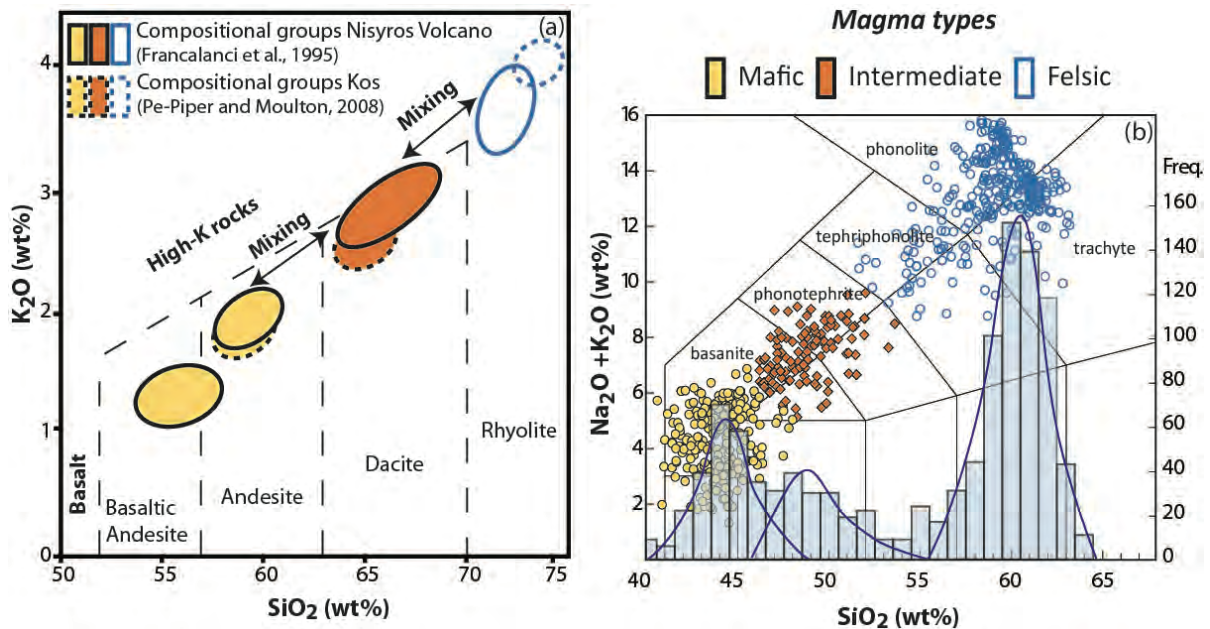 (a)
Compositional groups Nisyros Volcano
(Francalanci et al., 1995)
Compositional groups Kos
(Pe-Piper and Moulton, 2008)
K2O (wt%)
4
3
2
1
0
High-K rocks
Mixing
Mixing
Basalt
Basaltic
Andesite
Andesite
Dacite
Rhyolite
50
60
70
75
SiO2 (wt%)
Magma types
Mafic
Intermediate
Felsic
(b)
Na2O +K2O (wt%)
16
14
12
10
8
6
4
2
phonolite
tephriphonolite
trachyte
phonotephrite
basanite
Freq.
160
140
120
100
80
60
40
20
0
40
45
50
55
60
65
SiO2 (wt%)